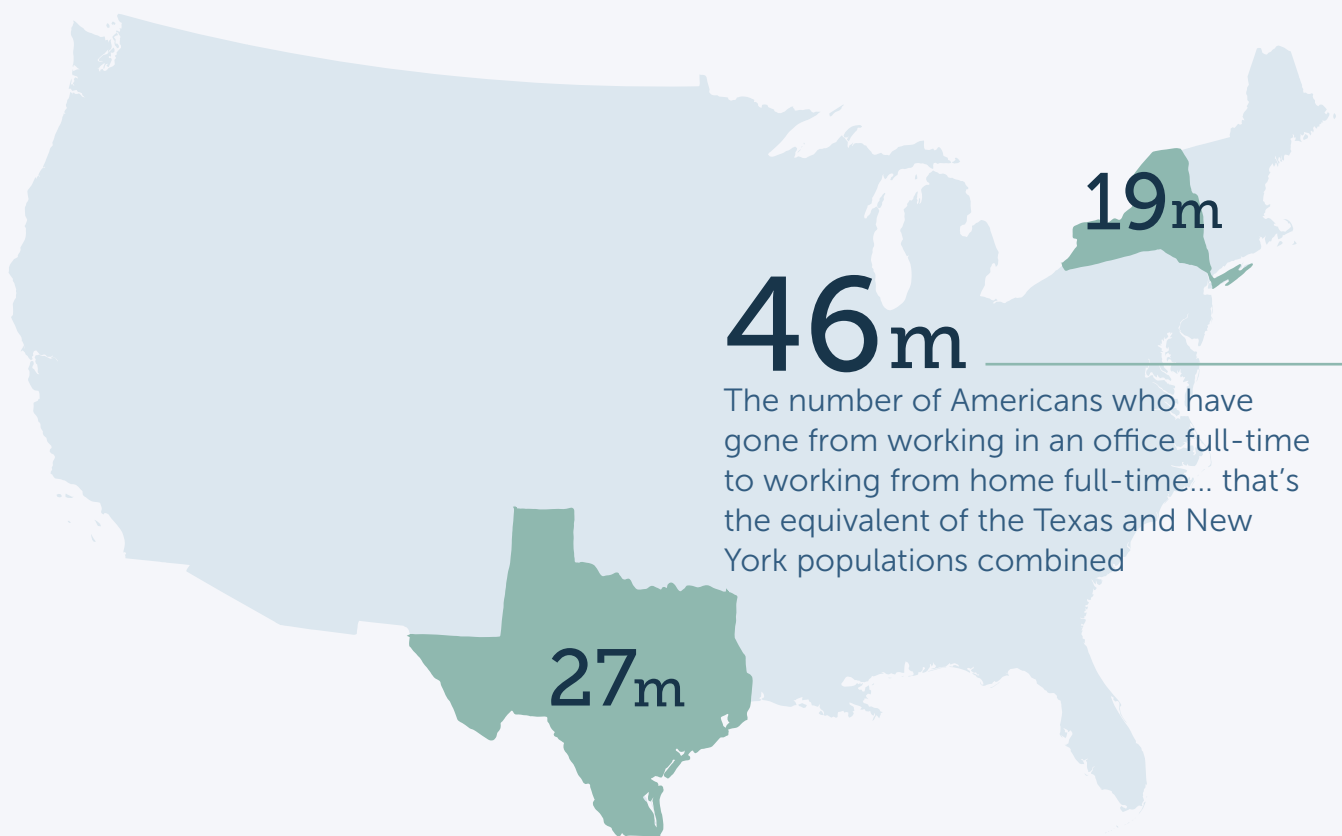 19m
46m
The number of Americans who have
gone from working in an office full-time
to working from home full-time... that's
the equivalent of the Texas and New
York populations combined
27m